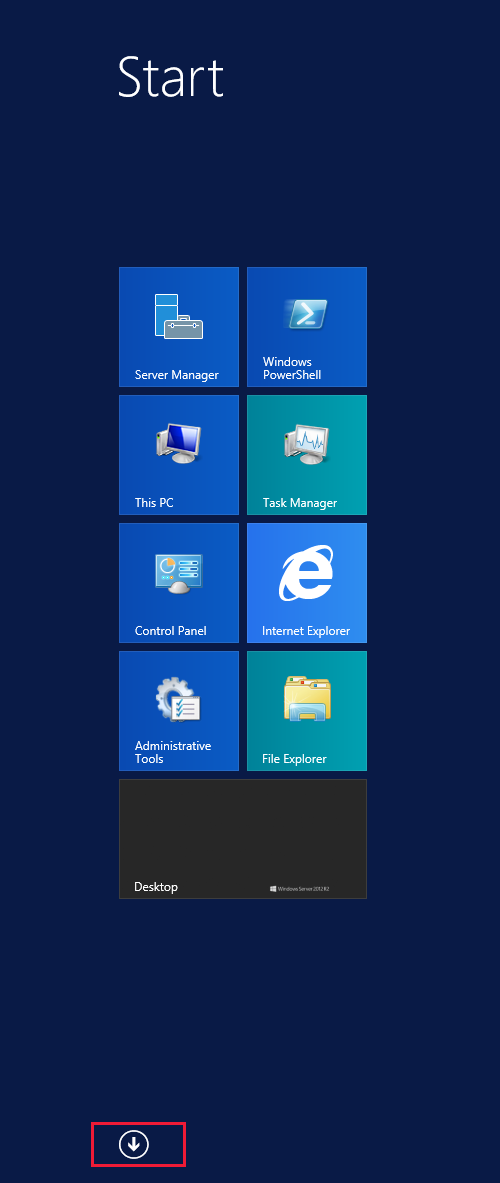 Start
Server Manager
Windows
PowerShell
This PC
Task Manager
Control Panel
Internet Explorer
Administrative
Tools
File Explorer
Desktop
Windows Server 2012 R2